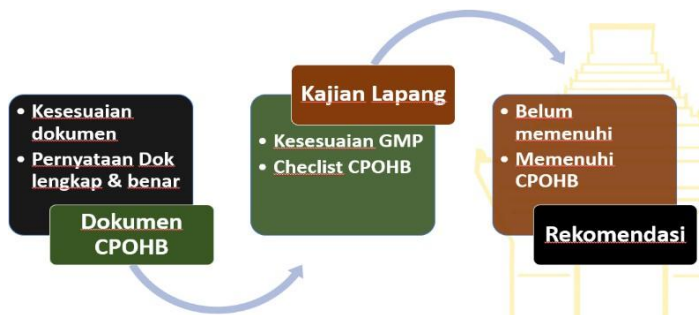 • Kesesuaian
dokumen
• Pernyataan Dok
lengkap & benar
Dokumen
CPOHB
Kajian Lapang
• Kesesuaian GMP
• Checlist CPOHB
• Belum
memenuhi
• Memenuhi
CPOHB
Rekomendasi